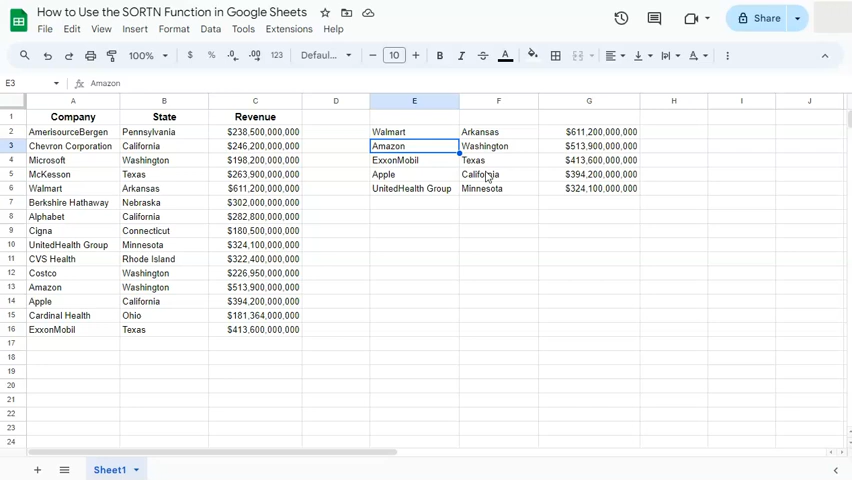 How to Use the SORTN Function in Google Sheets
File Edit View Insert Format Data Tools Extensions Help
Share
100% $ % .0 .00 123 Defaul... 10 B I A
E3 fx Amazon
A B C D E F G H I J
1 Company State Revenue
2 AmerisourceBergen Pennsylvania $238,500,000,000 Walmart Arkansas $611,200,000,000
3 Chevron Corporation California $246,200,000,000 Amazon Washington $513,900,000,000
4 Microsoft Washington $198,200,000,000 ExxonMobil Texas $413,600,000,000
5 McKesson Texas $263,900,000,000 Apple California $394,200,000,000
6 Walmart Arkansas $611,200,000,000 UnitedHealth Group Minnesota $324,100,000,000
7 Berkshire Hathaway Nebraska $302,000,000,000
8 Alphabet California $282,800,000,000
9 Cigna Connecticut $180,500,000,000
10 UnitedHealth Group Minnesota $324,100,000,000
11 CVS Health Rhode Island $322,400,000,000
12 Costco Washington $226,950,000,000
13 Amazon Washington $513,900,000,000
14 Apple California $394,200,000,000
15 Cardinal Health Ohio $181,364,000,000
16 ExxonMobil Texas $413,600,000,000
17
18
19
20
21
22
23
24
Sheet1